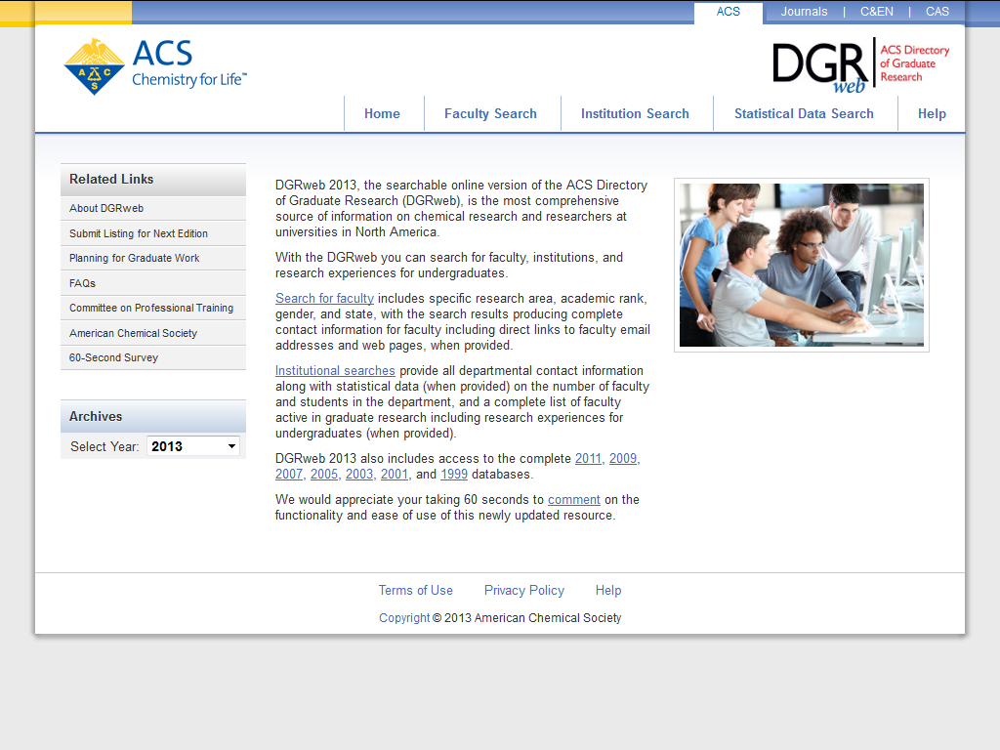 ACS
Journals | C&EN | CAS
A C S
ACS
Chemistry for Life™
DGR web
ACS Directory
of Graduate
Research
Home
Faculty Search
Institution Search
Statistical Data Search
Help
Related Links
About DGRweb
Submit Listing for Next Edition
Planning for Graduate Work
FAQs
Committee on Professional Training
American Chemical Society
60-Second Survey
Archives
Select Year: 2013
DGRweb 2013, the searchable online version of the ACS Directory
of Graduate Research (DGRweb), is the most comprehensive
source of information on chemical research and researchers at
universities in North America.
With the DGRweb you can search for faculty, institutions, and
research experiences for undergraduates.
Search for faculty includes specific research area, academic rank,
gender, and state, with the search results producing complete
contact information for faculty including direct links to faculty email
addresses and web pages, when provided.
Institutional searches provide all departmental contact information
along with statistical data (when provided) on the number of faculty
and students in the department, and a complete list of faculty
active in graduate research including research experiences for
undergraduates (when provided).
DGRweb 2013 also includes access to the complete 2011, 2009,
2007, 2005, 2003, 2001, and 1999 databases.
We would appreciate your taking 60 seconds to comment on the
functionality and ease of use of this newly updated resource.
Terms of Use
Privacy Policy
Help
Copyright © 2013 American Chemical Society